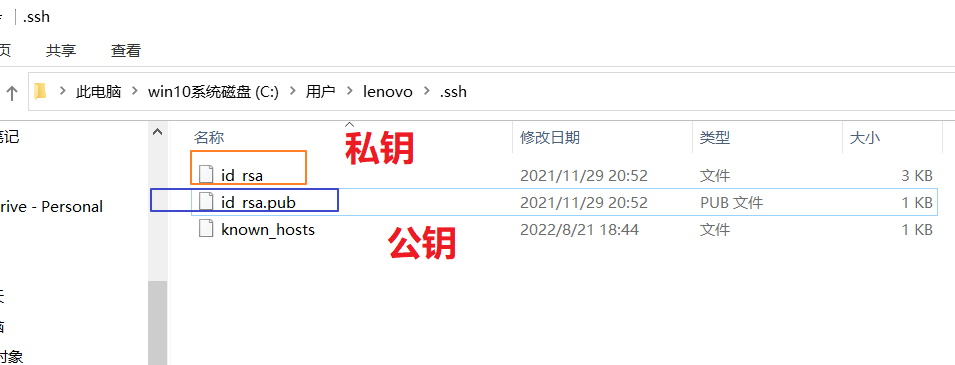 .ssh
页 共享 查看
此电脑 win10系统磁盘 (C:) 用户 lenovo .ssh
笔记
名称 修改日期 类型 大小
私钥
id_rsa 2021/11/29 20:52 文件 3 KB
rive - Personal
id_rsa.pub 2021/11/29 20:52 PUB 文件 1 KB
known_hosts 2022/8/21 18:44 文件 1 KB
公钥
对象